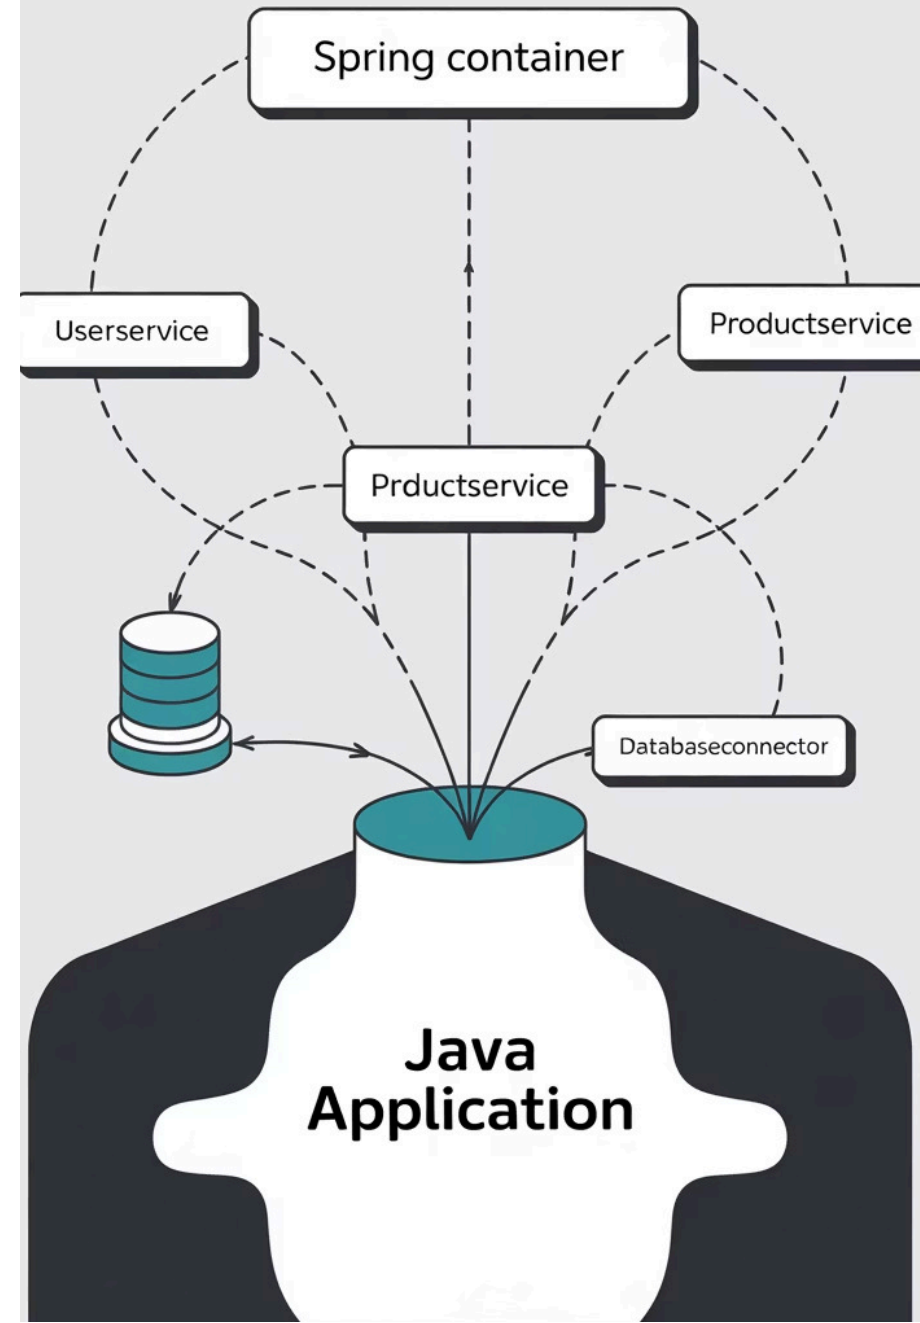 Spring container
Userservice
Productservice
Prductservice
Databaseconnector
Java
Application